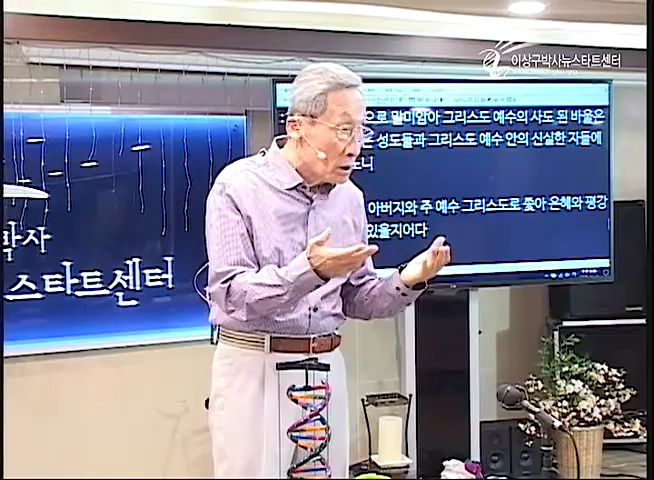 이상구박사뉴스타트센터
으로 말미암아 그리스도 예수의 사도 된 바울은
성도들과 그리스도 예수 안의 신실한 자들에
니
아버지와 주 예수 그리스도로 좇아 은혜와 평강
있을지어다
박사
스타트센터